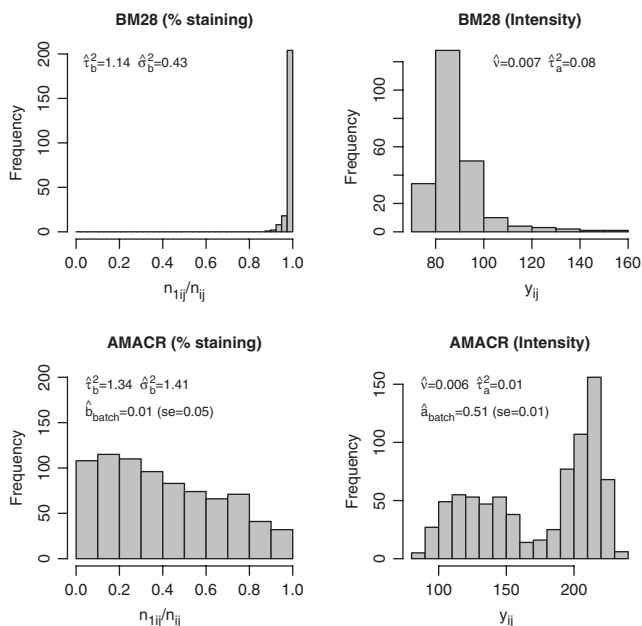 BM28 (% staining)
τ̂²_b=1.14 σ̂²_b=0.43
Frequency
0 50 100 150 200
0.0 0.2 0.4 0.6 0.8 1.0
n_1ij/n_ij
BM28 (Intensity)
ν̂=0.007 τ̂²_a=0.08
Frequency
0 20 60 100
80 100 120 140 160
y_ij
AMACR (% staining)
τ̂²_b=1.34 σ̂²_b=1.41
b̂_batch=0.01 (se=0.05)
Frequency
0 50 100 150 200
0.0 0.2 0.4 0.6 0.8 1.0
n_1ij/n_ij
AMACR (Intensity)
ν̂=0.006 τ̂²_a=0.01
â_batch=0.51 (se=0.01)
Frequency
0 50 100 150
100 150 200
y_ij